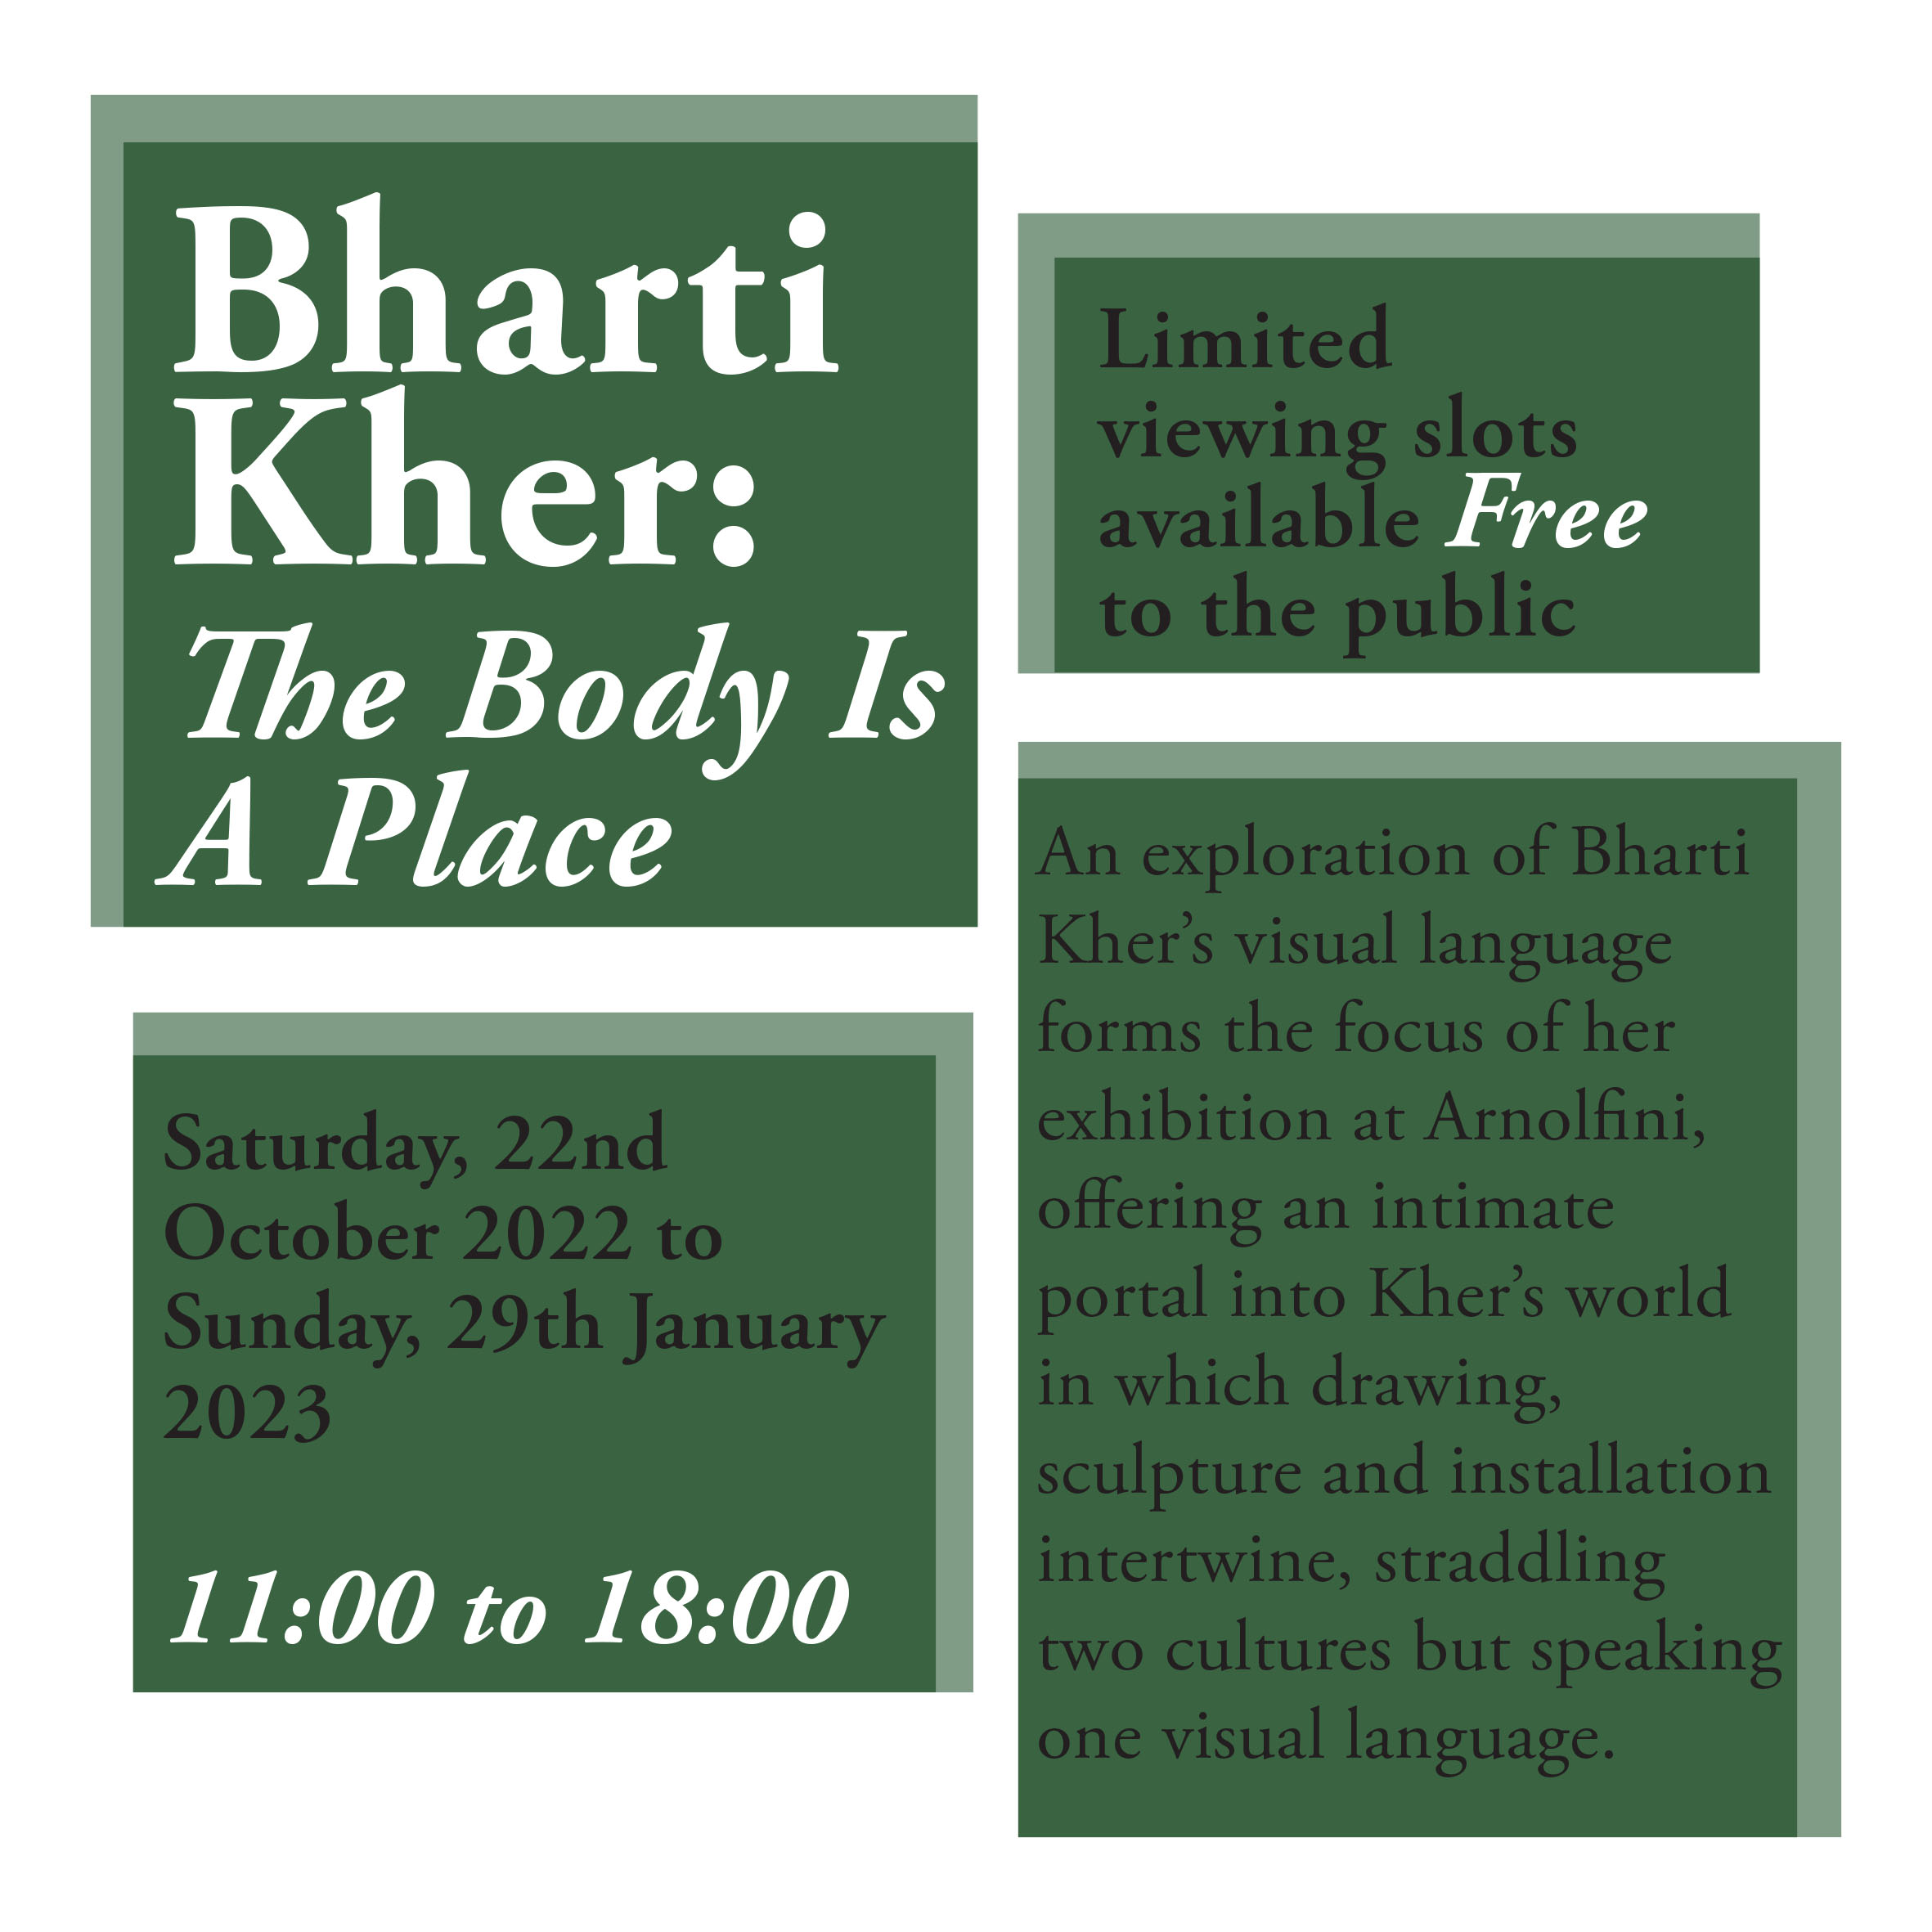 Bharti
Kher:
The Body Is
A Place
Limited
viewing slots
available Free
to the public
Saturday, 22nd
October 2022 to
Sunday, 29th January
2023
11:00 to 18:00
An exploration of Bharti
Kher's visual language
forms the focus of her
exhibition at Arnolfini,
offering an intimate
portal into Kher's world
in which drawing,
sculpture and installation
intertwine, straddling
two cultures but speaking
one visual language.